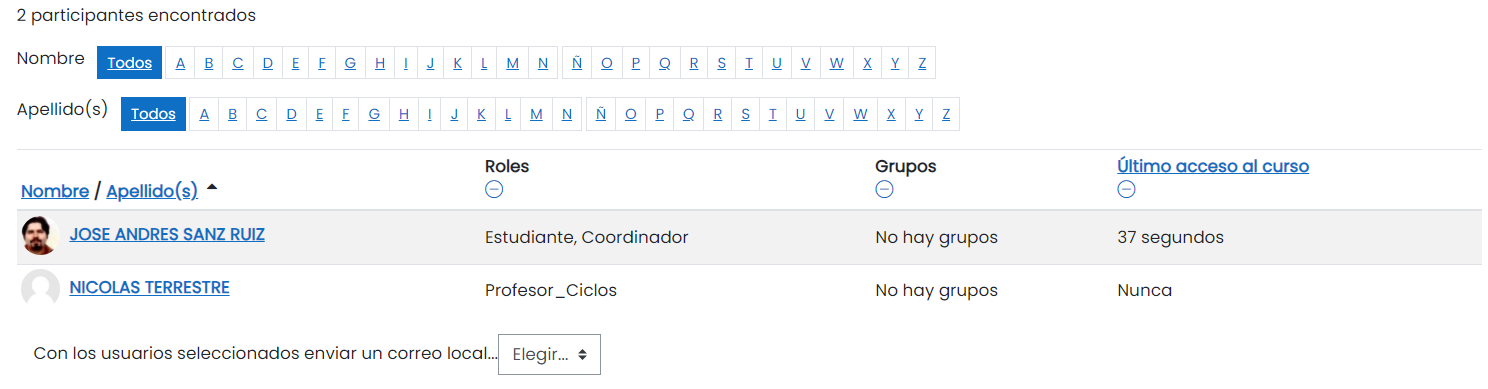 2 participantes encontrados
Nombre Todos A B C D E F G H I J K L M N Ñ O P Q R S T U V W X Y Z
Apellido(s) Todos A B C D E F G H I J K L M N Ñ O P Q R S T U V W X Y Z
Nombre / Apellido(s) Roles Grupos Último acceso al curso
JOSE ANDRES SANZ RUIZ Estudiante, Coordinador No hay grupos 37 segundos
NICOLAS TERRESTRE Profesor_Ciclos No hay grupos Nunca
Con los usuarios seleccionados enviar un correo local... Elegir...